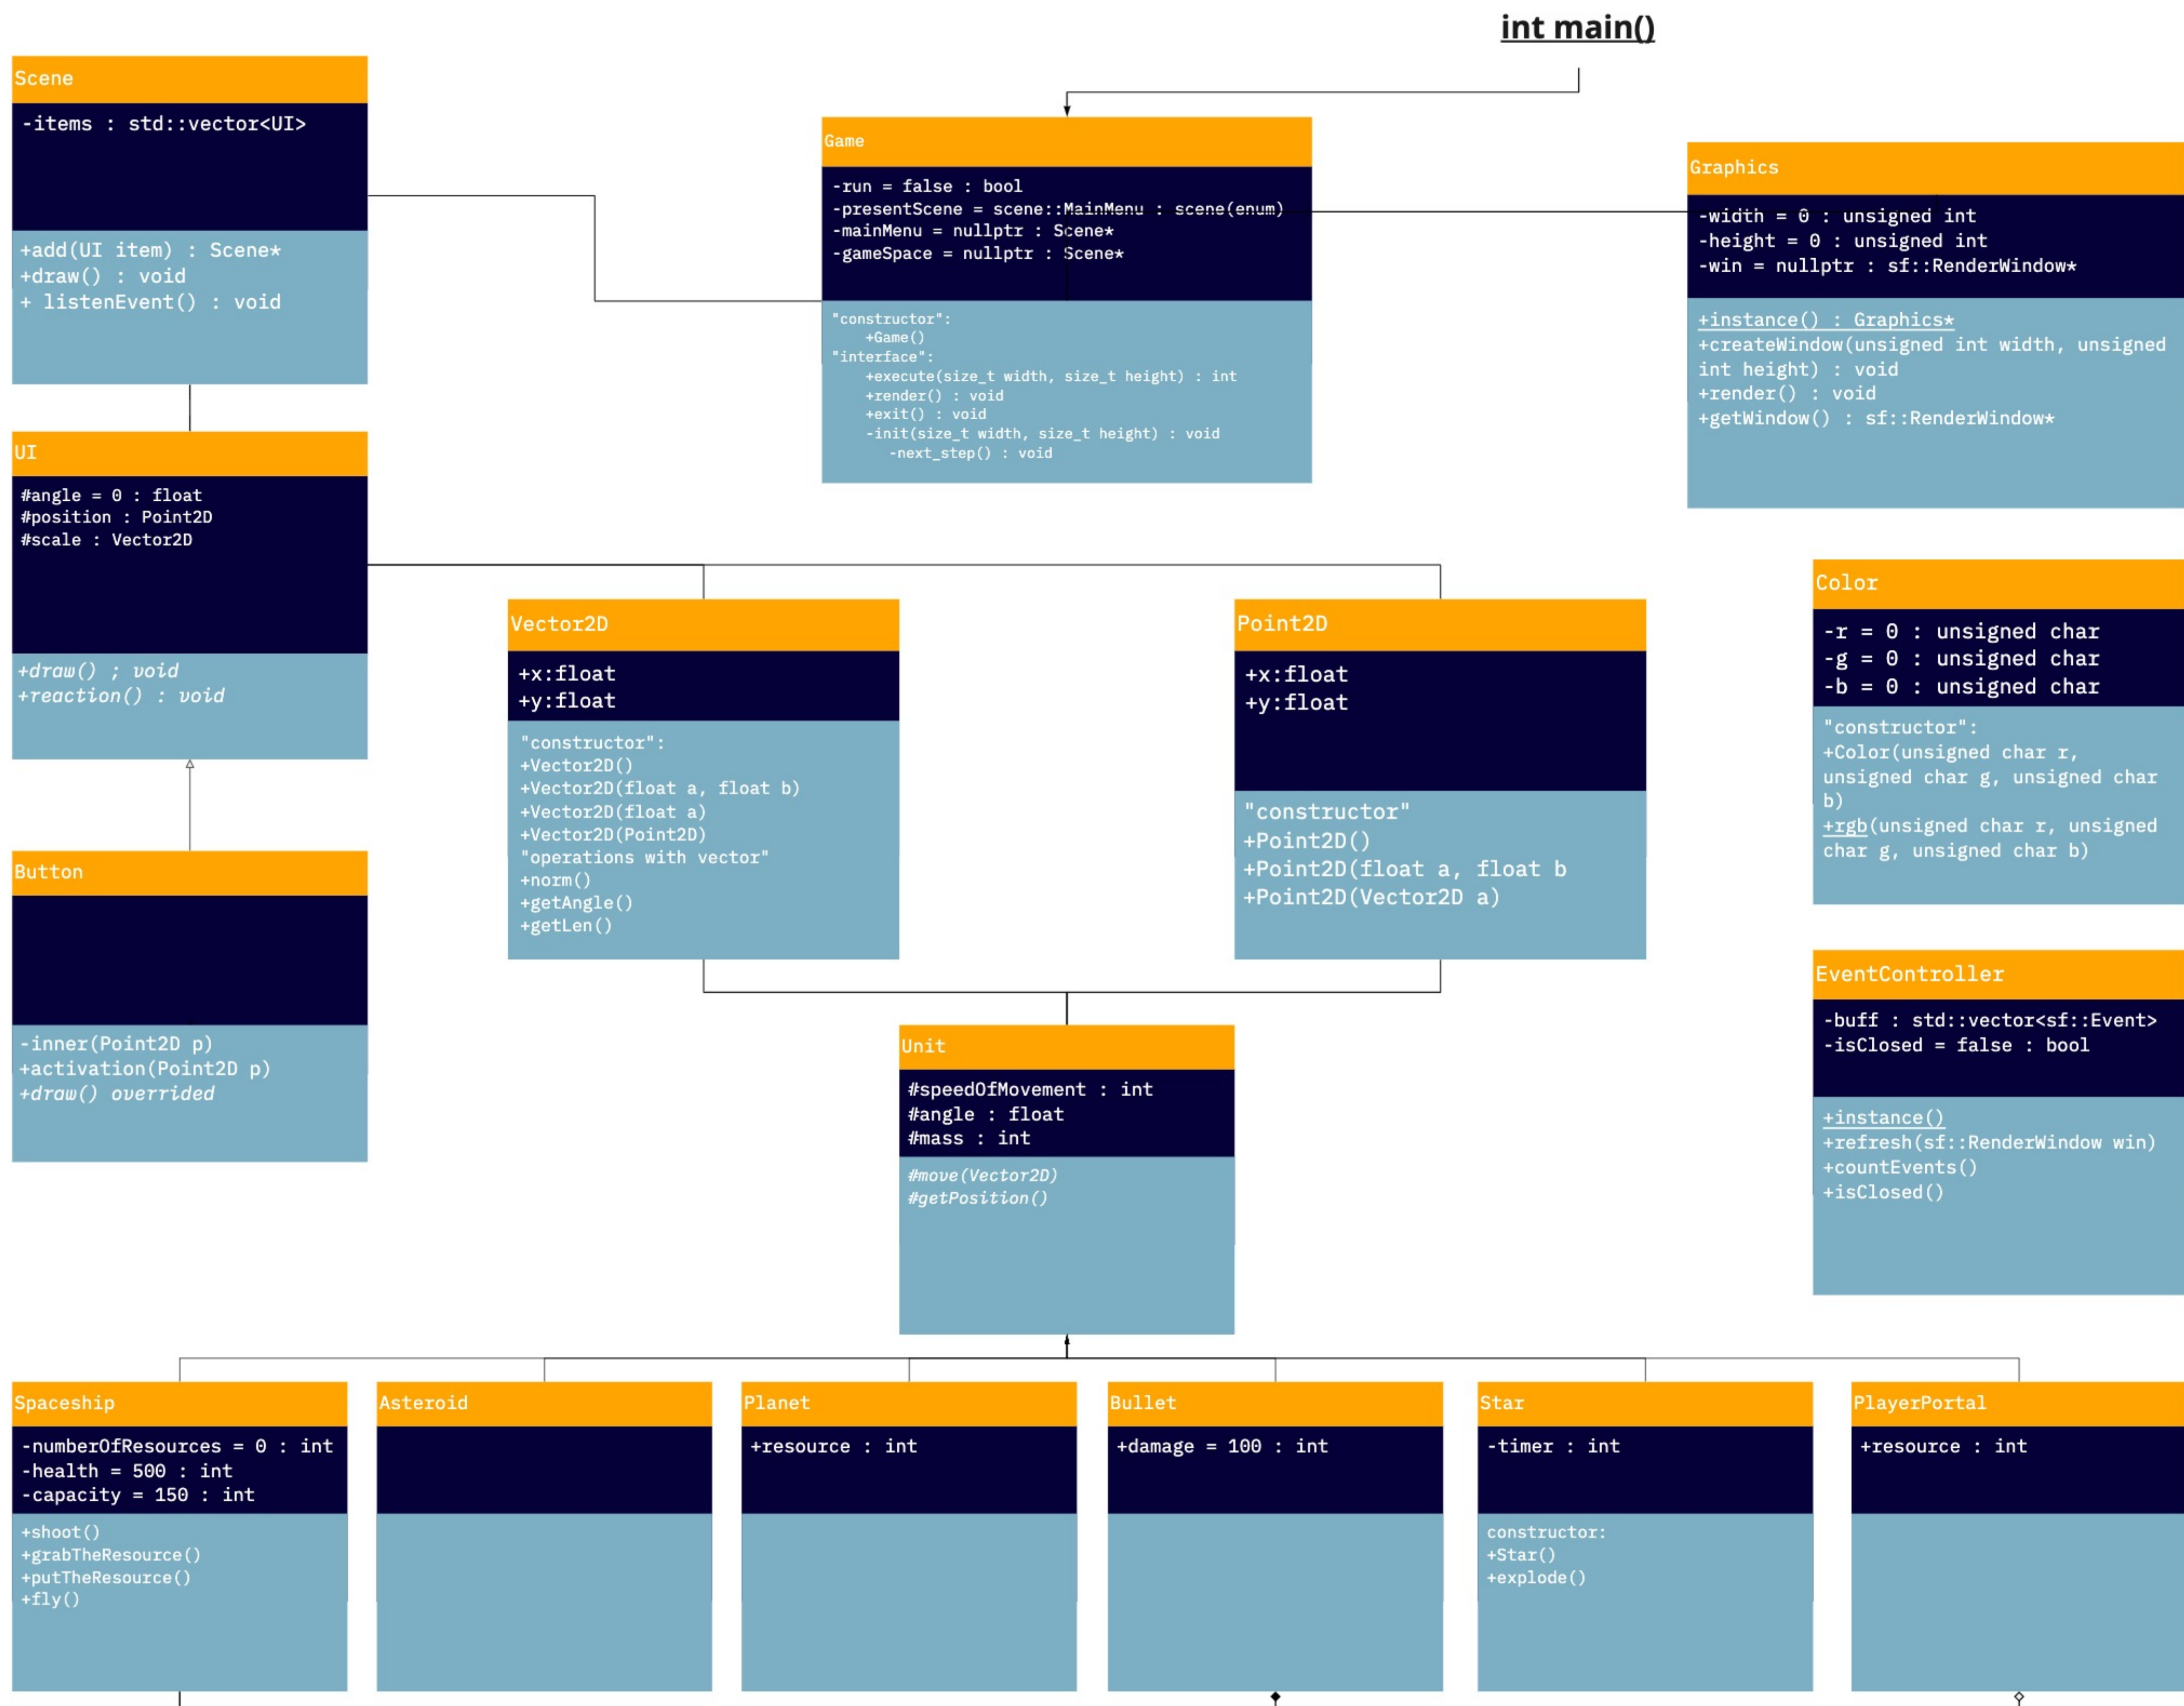 int main()
Scene
-items : std::vector<UI>
+add(UI item) : Scene*
+draw() : void
+ listenEvent() : void
Game
-run = false : bool
-presentScene = scene::MainMenu : scene(enum)
-mainMenu = nullptr : Scene*
-gameSpace = nullptr : Scene*
"constructor":
+Game()
"interface":
+execute(size_t width, size_t height) : int
+render() : void
+exit() : void
-init(size_t width, size_t height) : void
-next_step() : void
Graphics
-width = 0 : unsigned int
-height = 0 : unsigned int
-win = nullptr : sf::RenderWindow*
+instance() : Graphics*
+createWindow(unsigned int width, unsigned
int height) : void
+render() : void
+getWindow() : sf::RenderWindow*
UI
#angle = 0 : float
#position : Point2D
#scale : Vector2D
+draw() ; void
+reaction() : void
Vector2D
+x:float
+y:float
"constructor":
+Vector2D()
+Vector2D(float a, float b)
+Vector2D(float a)
+Vector2D(Point2D)
"operations with vector"
+norm()
+getAngle()
+getLen()
Point2D
+x:float
+y:float
"constructor"
+Point2D()
+Point2D(float a, float b
+Point2D(Vector2D a)
Color
-r = 0 : unsigned char
-g = 0 : unsigned char
-b = 0 : unsigned char
"constructor":
+Color(unsigned char r,
unsigned char g, unsigned char
b)
+rgb(unsigned char r, unsigned
char g, unsigned char b)
Button
-inner(Point2D p)
+activation(Point2D p)
+draw() overrided
EventController
-buff : std::vector<sf::Event>
-isClosed = false : bool
+instance()
+refresh(sf::RenderWindow win)
+countEvents()
+isClosed()
Unit
#speedOfMovement : int
#angle : float
#mass : int
#move(Vector2D)
#getPosition()
Spaceship
-numberOfResources = 0 : int
-health = 500 : int
-capacity = 150 : int
+shoot()
+grabTheResource()
+putTheResource()
+fly()
Asteroid
Planet
+resource : int
Bullet
+damage = 100 : int
Star
-timer : int
constructor:
+Star()
+explode()
PlayerPortal
+resource : int